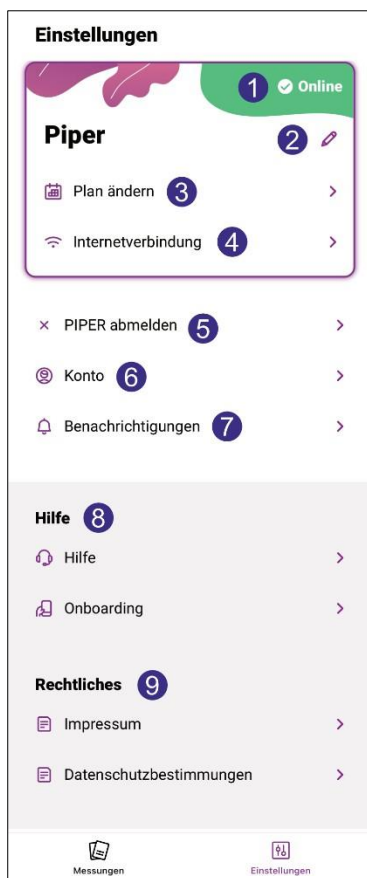 Einstellungen
1 Online
Piper 2
Plan ändern 3
Internetverbindung 4
PIPER abmelden 5
Konto 6
Benachrichtigungen 7
Hilfe 8
Hilfe
Onboarding
Rechtliches 9
Impressum
Datenschutzbestimmungen
Messungen Einstellungen